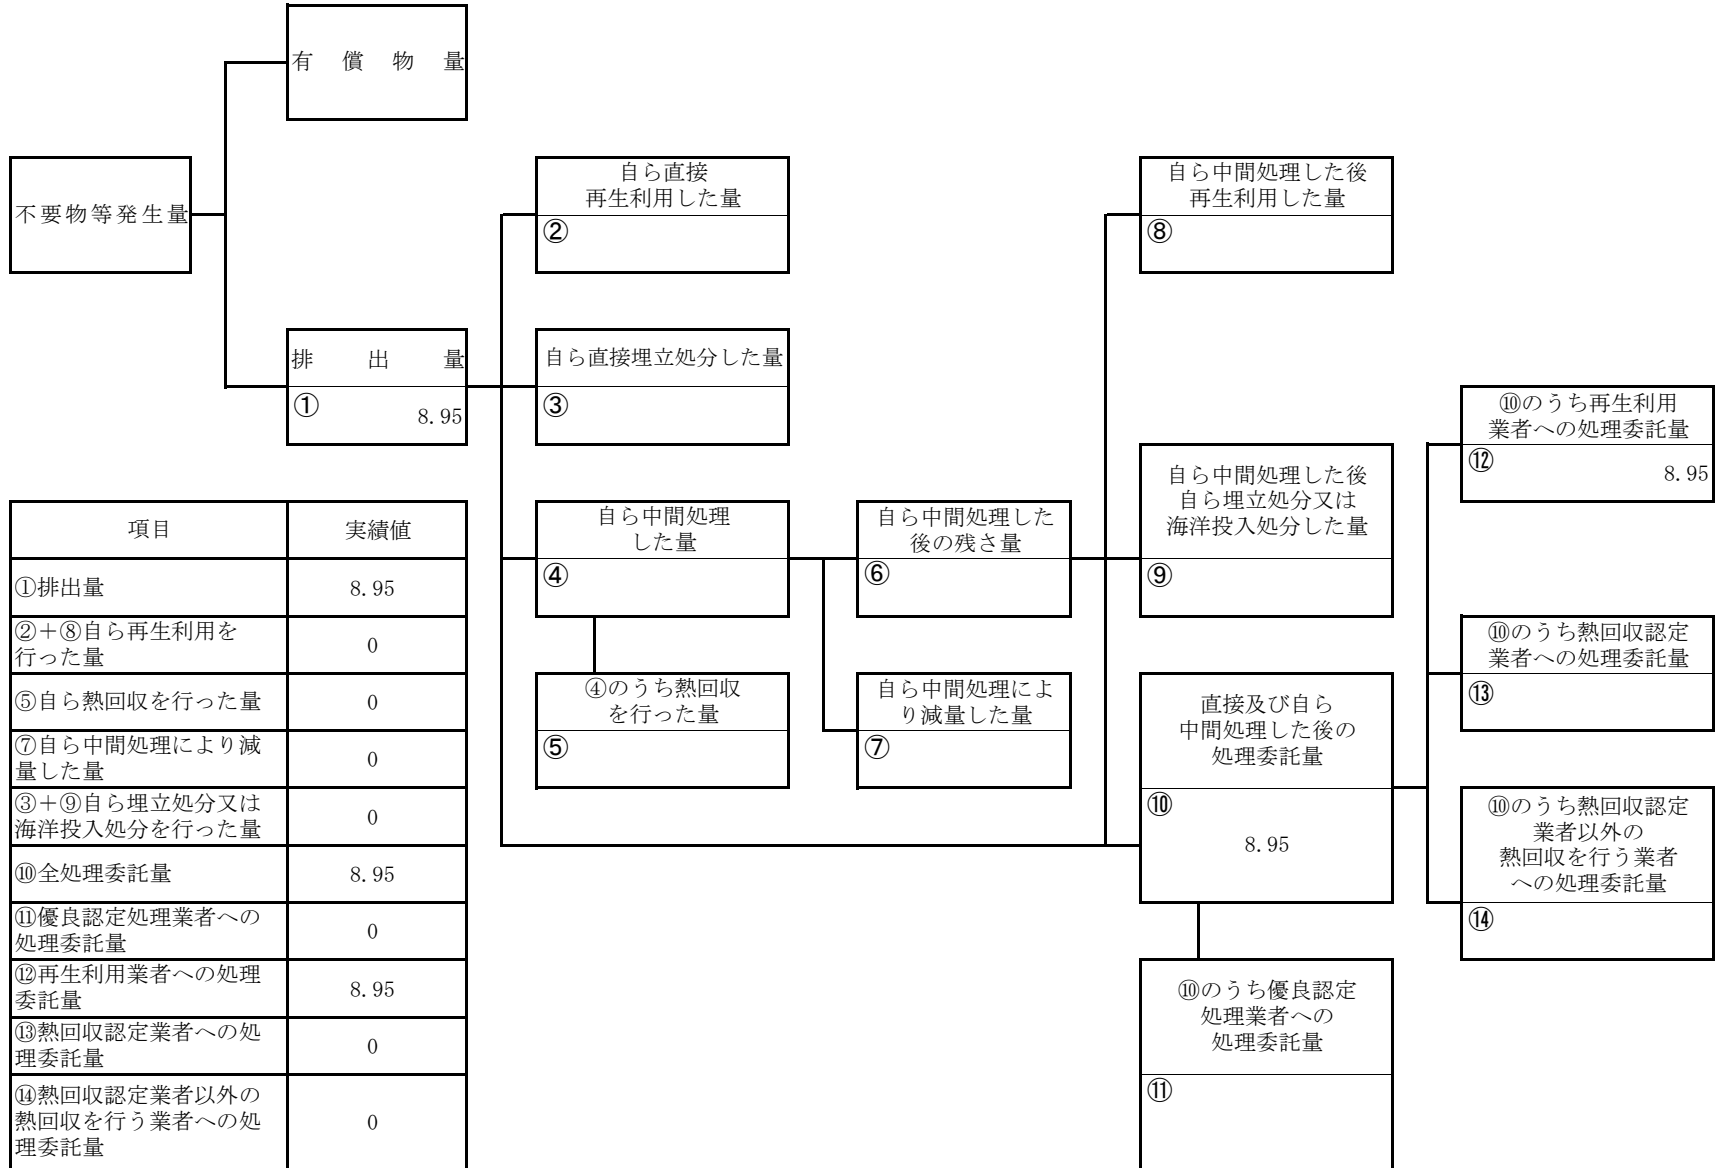 有償物量
不要物等発生量
自ら直接
再生利用した量
②
自ら中間処理した後
再生利用した量
⑧
排出量
①
8.95
自ら直接埋立処分した量
③
⑩のうち再生利用
業者への処理委託量
⑫
8.95
自ら中間処理
した量
④
自ら中間処理した
後の残さ量
⑥
自ら中間処理した後
自ら埋立処分又は
海洋投入処分した量
⑨
⑩のうち熱回収認定
業者への処理委託量
⑬
④のうち熱回収
を行った量
⑤
自ら中間処理によ
り減量した量
⑦
直接及び自ら
中間処理した後の
処理委託量
⑩
8.95
⑩のうち熱回収認定
業者以外の
熱回収を行う業者
への処理委託量
⑭
⑩のうち優良認定
処理業者への
処理委託量
⑪
項目 実績値
①排出量 8.95
②＋⑧自ら再生利用を
行った量 0
⑤自ら熱回収を行った量 0
⑦自ら中間処理により減
量した量 0
③＋⑨自ら埋立処分又は
海洋投入処分を行った量 0
⑩全処理委託量 8.95
⑪優良認定処理業者への
処理委託量 0
⑫再生利用業者への処理
委託量 8.95
⑬熱回収認定業者への処
理委託量 0
⑭熱回収認定業者以外の
熱回収を行う業者への処
理委託量 0